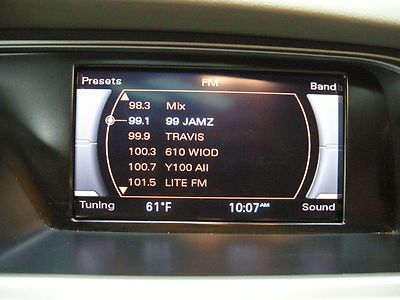 Presets FM Band
98.3 Mix
99.1 99 JAMZ
99.9 TRAVIS
100.3 610 WIOD
100.7 Y100 All
101.5 LITE FM
Tuning 61°F 10:07AM Sound